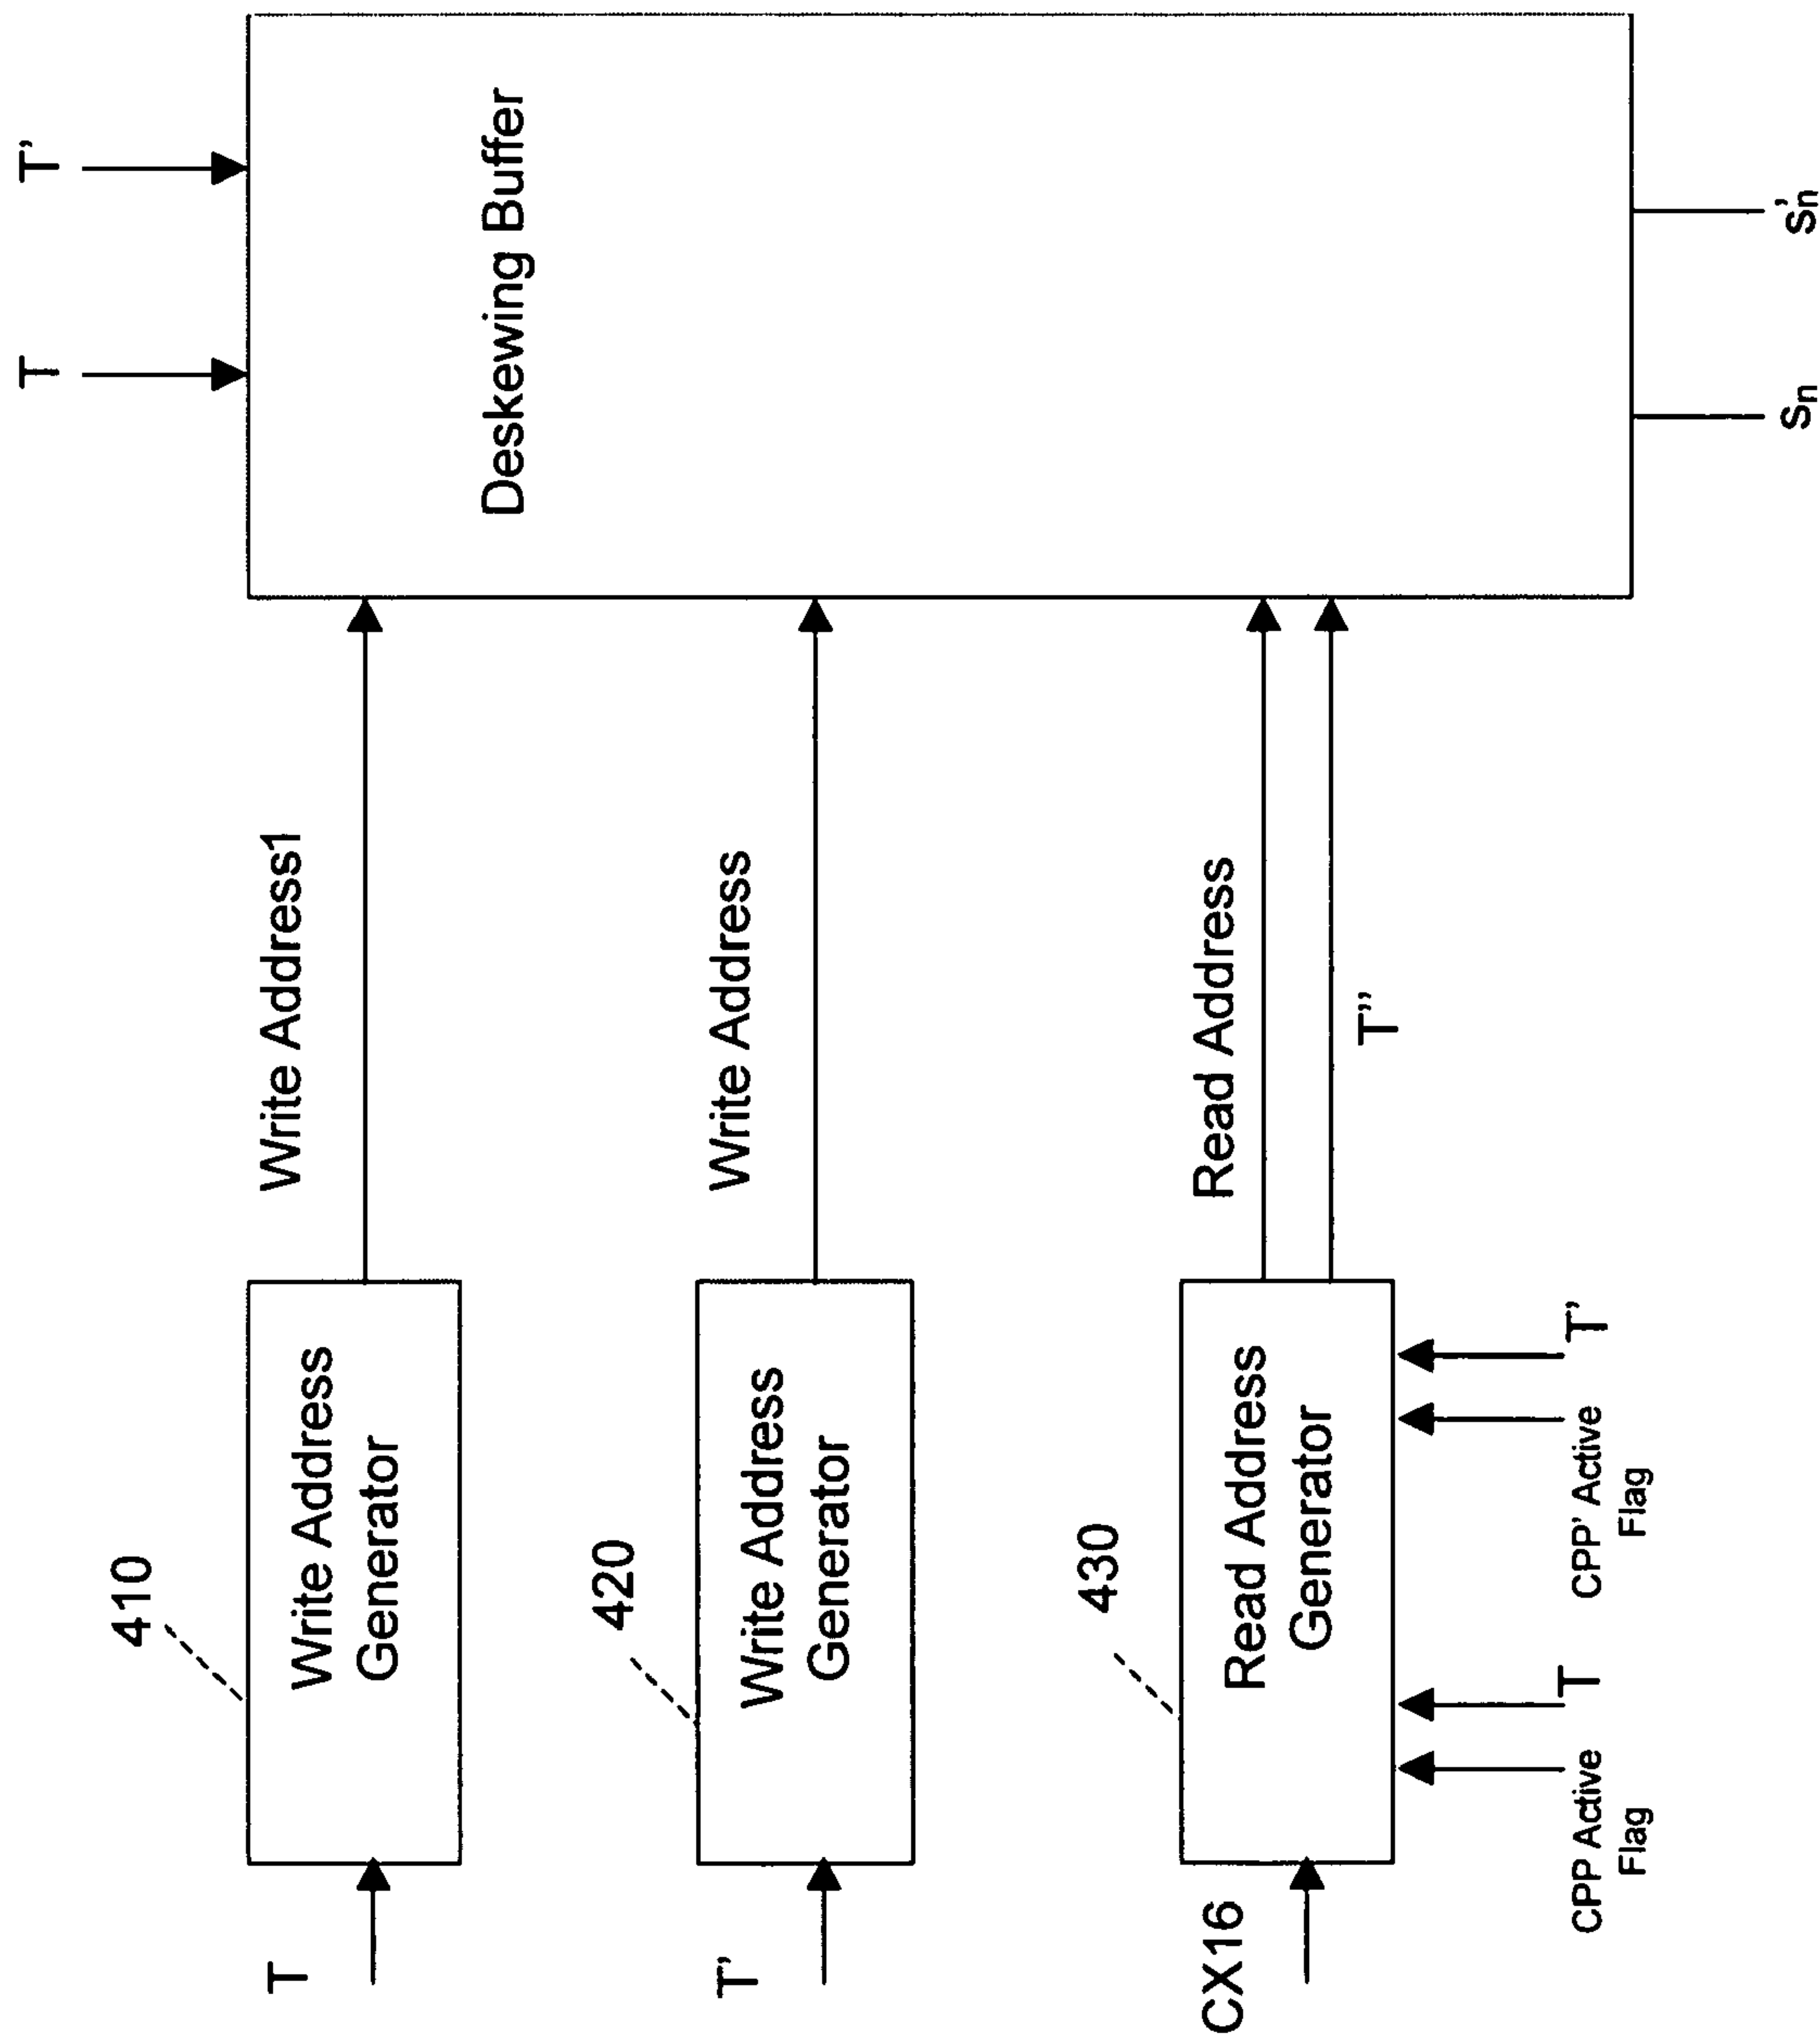 T
T'
410
Write Address
Generator
Write Address1
T
T'
Deskewing Buffer
420
Write Address
Generator
Write Address
CX16
430
Read Address
Generator
Read Address
T''
CPP Active
Flag
T
CPP' Active
Flag
T'
Sn
S'n
T
T'